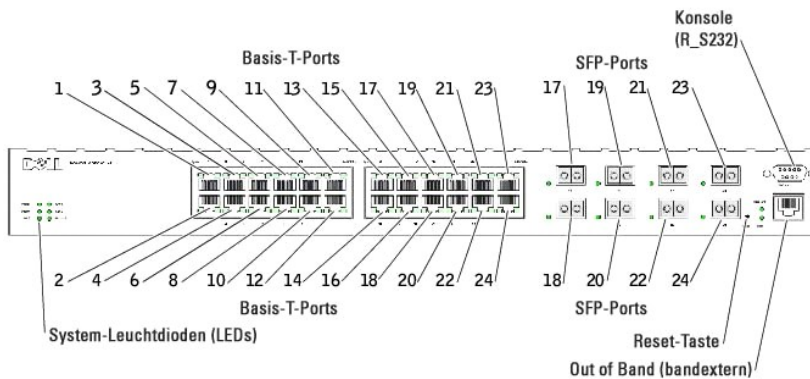 Konsole
(R_S232)
Basis-T-Ports
SFP-Ports
1 3 5 7 9 11 13 15 17 19 21 23
17 19 21 23
DELL
2 4 6 8 10 12 14 16 18 20 22 24
18 20 22 24
Basis-T-Ports
SFP-Ports
System-Leuchtdioden (LEDs)
Reset-Taste
Out of Band (bandextern)